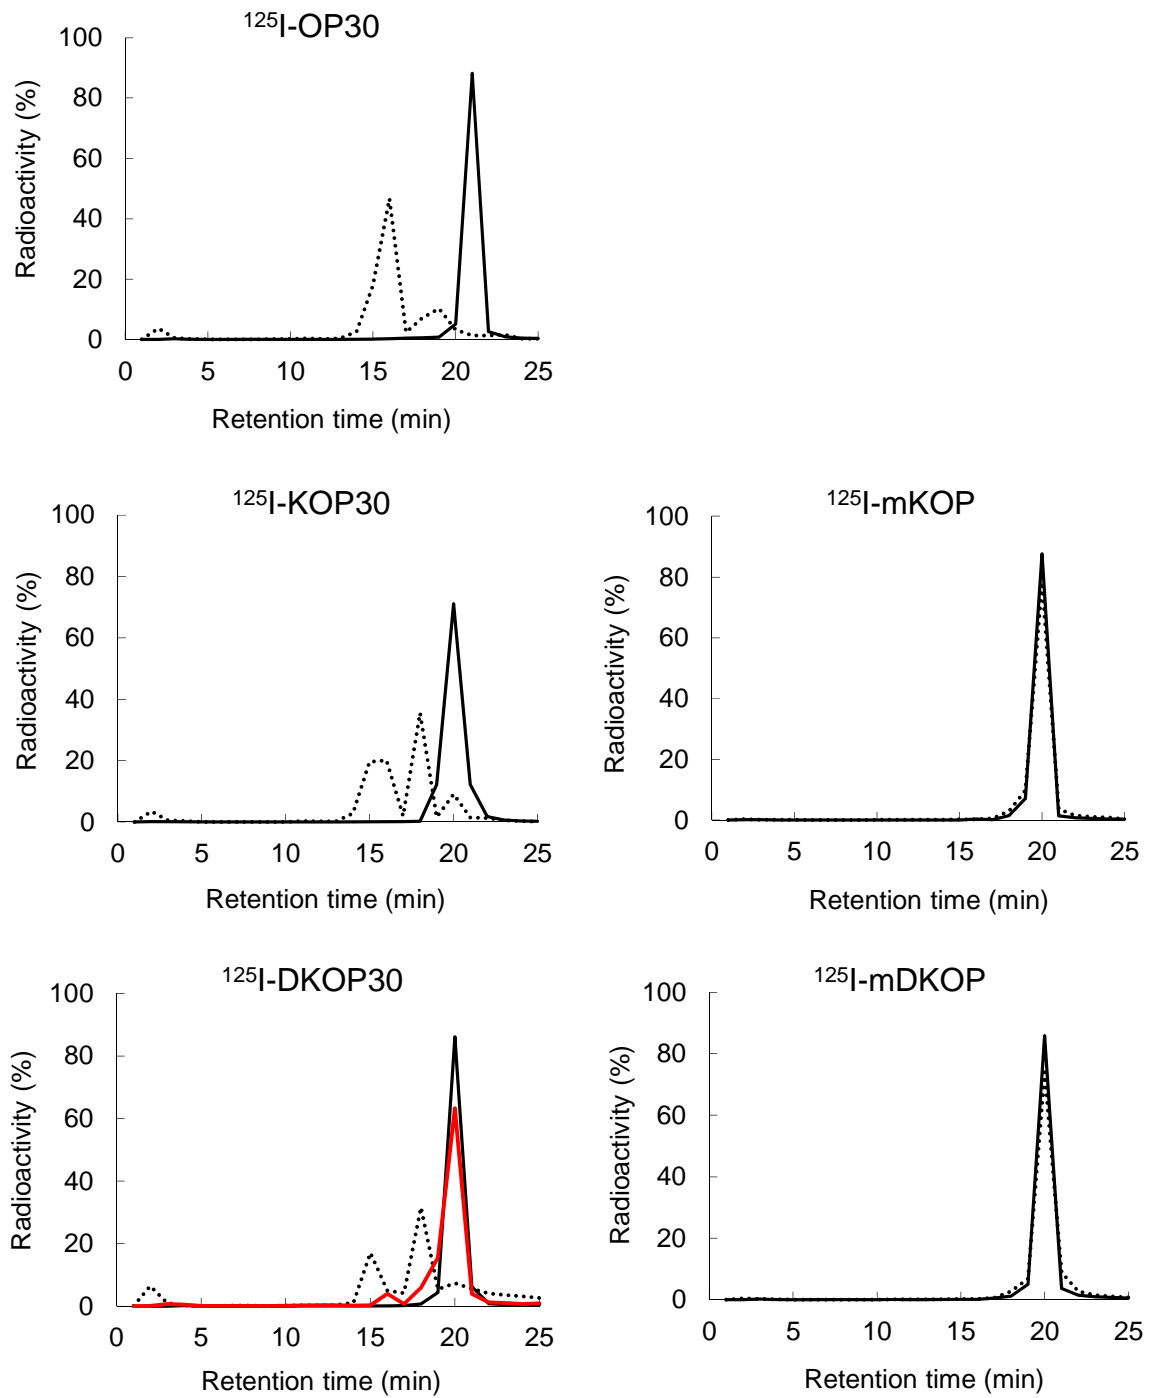 ¹²⁵I-OP30
Radioactivity (%)
100
80
60
40
20
0
0 5 10 15 20 25
Retention time (min)
¹²⁵I-KOP30
Radioactivity (%)
100
80
60
40
20
0
0 5 10 15 20 25
Retention time (min)
¹²⁵I-mKOP
Radioactivity (%)
100
80
60
40
20
0
0 5 10 15 20 25
Retention time (min)
¹²⁵I-DKOP30
Radioactivity (%)
100
80
60
40
20
0
0 5 10 15 20 25
Retention time (min)
¹²⁵I-mDKOP
Radioactivity (%)
100
80
60
40
20
0
0 5 10 15 20 25
Retention time (min)